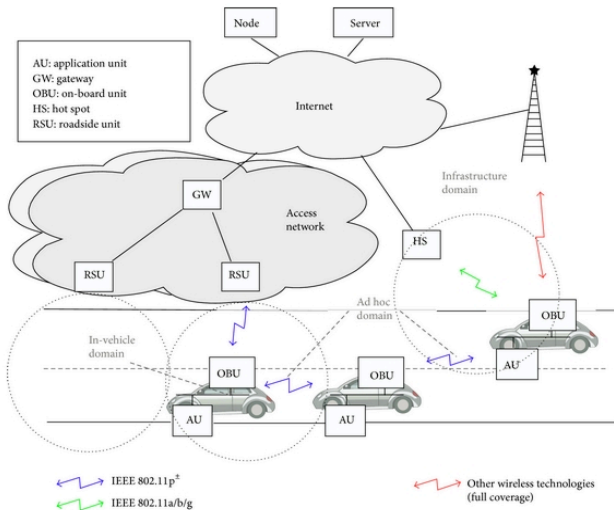 Node
Server
AU: application unit
GW: gateway
OBU: on-board unit
HS: hot spot
RSU: roadside unit
Internet
Infrastructure
domain
GW
Access
network
HS
RSU
RSU
Ad hoc
domain
OBU
In-vehicle
domain
AU
OBU
OBU
AU
AU
IEEE 802.11p±
IEEE 802.11a/b/g
Other wireless technologies
(full coverage)